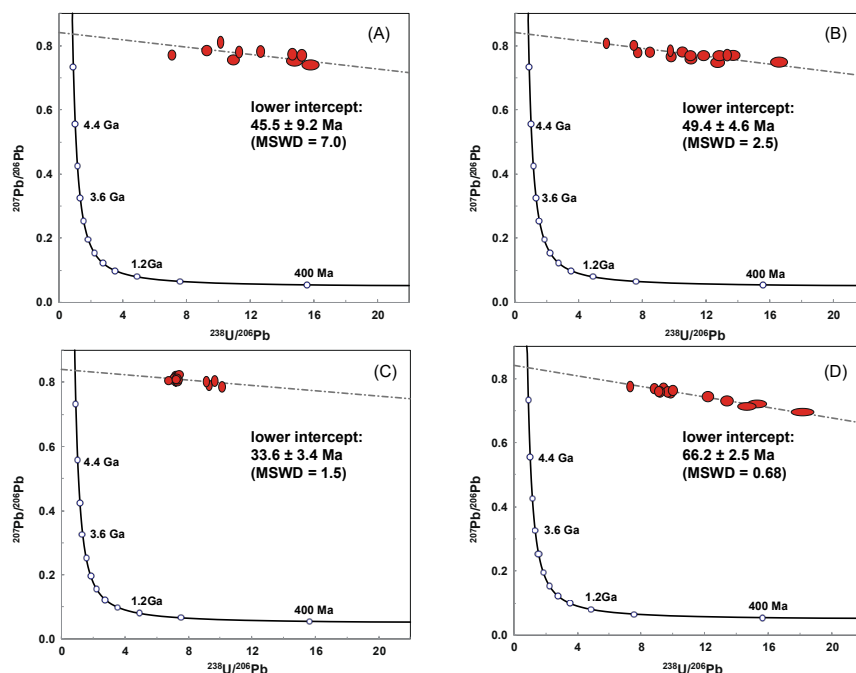 (A)
0.8
0.6
0.4
0.2
0.0
207Pb/206Pb
lower intercept:
45.5 ± 9.2 Ma
(MSWD = 7.0)
4.4 Ga
3.6 Ga
1.2Ga
400 Ma
0 4 8 12 16 20
238U/206Pb
(B)
0.8
0.6
0.4
0.2
0.0
207Pb/206Pb
lower intercept:
49.4 ± 4.6 Ma
(MSWD = 2.5)
4.4 Ga
3.6 Ga
1.2Ga
400 Ma
0 4 8 12 16 20
238U/206Pb
(C)
0.8
0.6
0.4
0.2
0.0
207Pb/206Pb
lower intercept:
33.6 ± 3.4 Ma
(MSWD = 1.5)
4.4 Ga
3.6 Ga
1.2Ga
400 Ma
0 4 8 12 16 20
238U/206Pb
(D)
0.8
0.6
0.4
0.2
0.0
207Pb/206Pb
lower intercept:
66.2 ± 2.5 Ma
(MSWD = 0.68)
4.4 Ga
3.6 Ga
1.2Ga
400 Ma
0 4 8 12 16 20
238U/206Pb